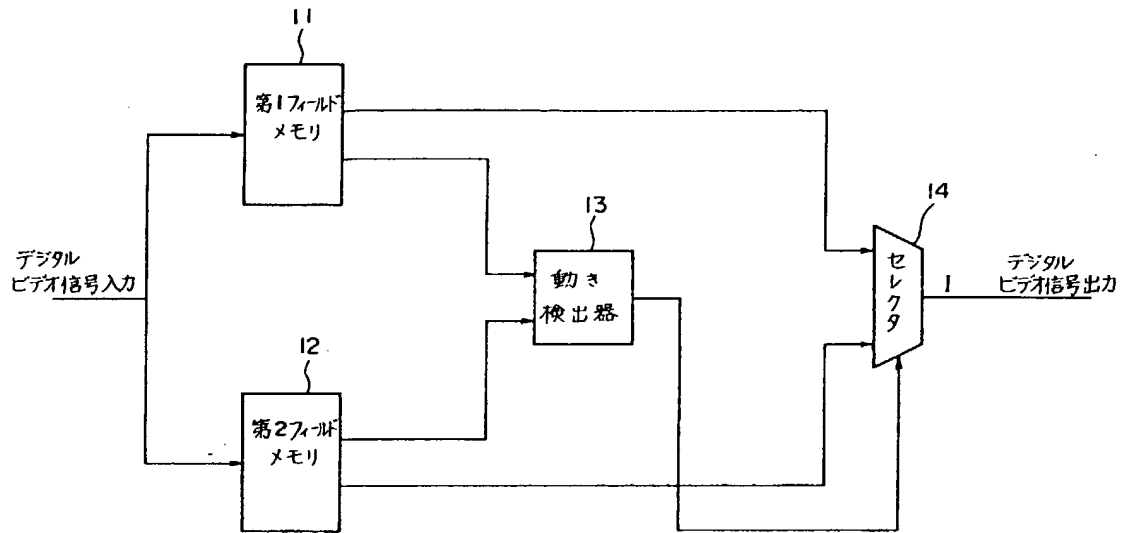 11
第1フィールド
メモリ
デジタル
ビデオ信号入力
13
動き
検出器
14
セレクタ
1
デジタル
ビデオ信号出力
12
第2フィールド
メモリ